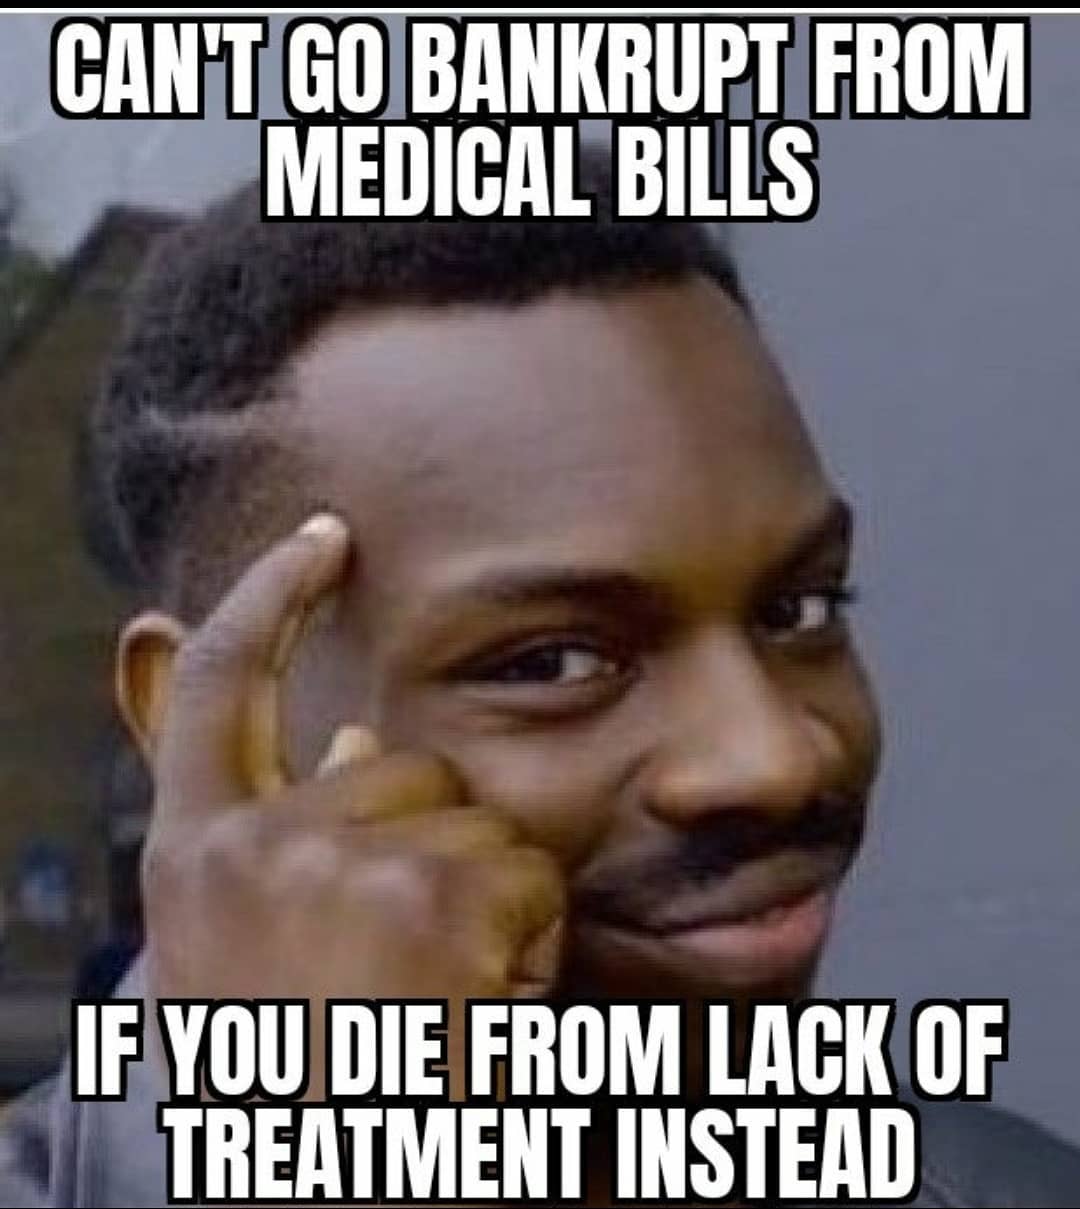 CAN'T GO BANKRUPT FROM
MEDICAL BILLS
IF YOU DIE FROM LACK OF
TREATMENT INSTEAD